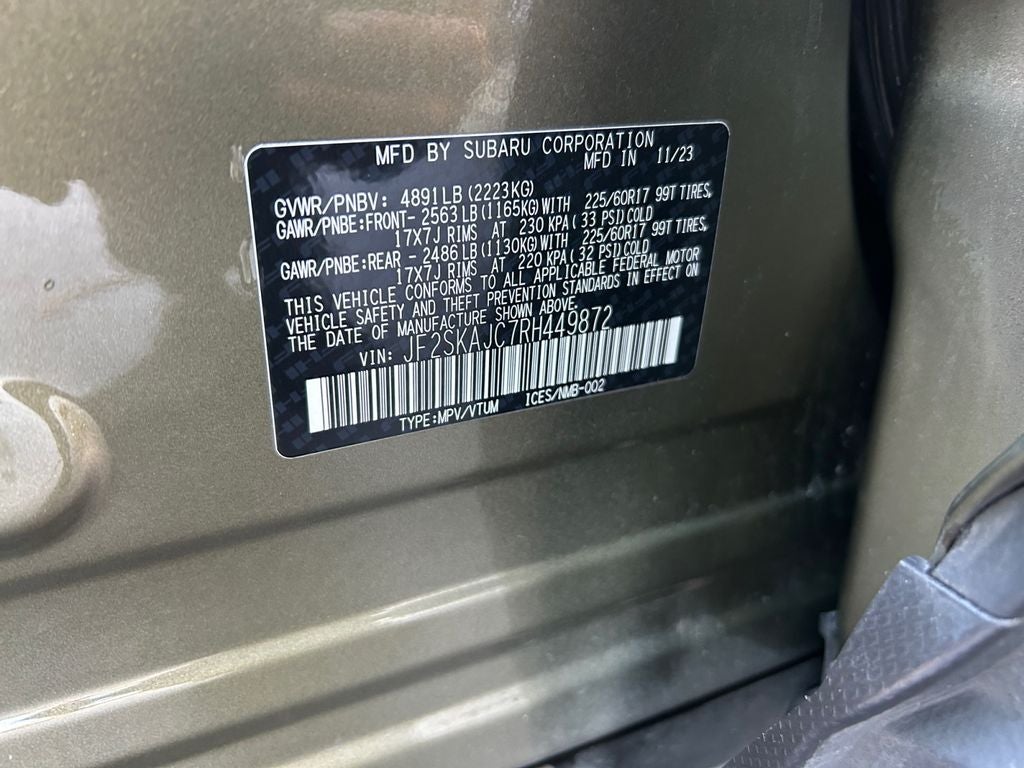 MFD BY SUBARU CORPORATION
MFD IN 11/23
GVWR/PNBV: 4891LB(2223KG)
GAWR/PNBE:FRONT- 2563LB(1165KG)WITH 225/60R17 99T TIRES,
17X7J RIMS AT 230 KPA(33 PSI)COLD
GAWR/PNBE:REAR - 2486LB(1130KG)WITH 225/60R17 99T TIRES,
17X7J RIMS AT 220 KPA(32 PSI)COLD
THIS VEHICLE CONFORMS TO ALL APPLICABLE FEDERAL MOTOR
VEHICLE SAFETY AND THEFT PREVENTION STANDARDS IN EFFECT ON
THE DATE OF MANUFACTURE SHOWN ABOVE.
VIN: JF2SKAJC7RH449872
TYPE:MPV/VTUM ICES/NMB-002